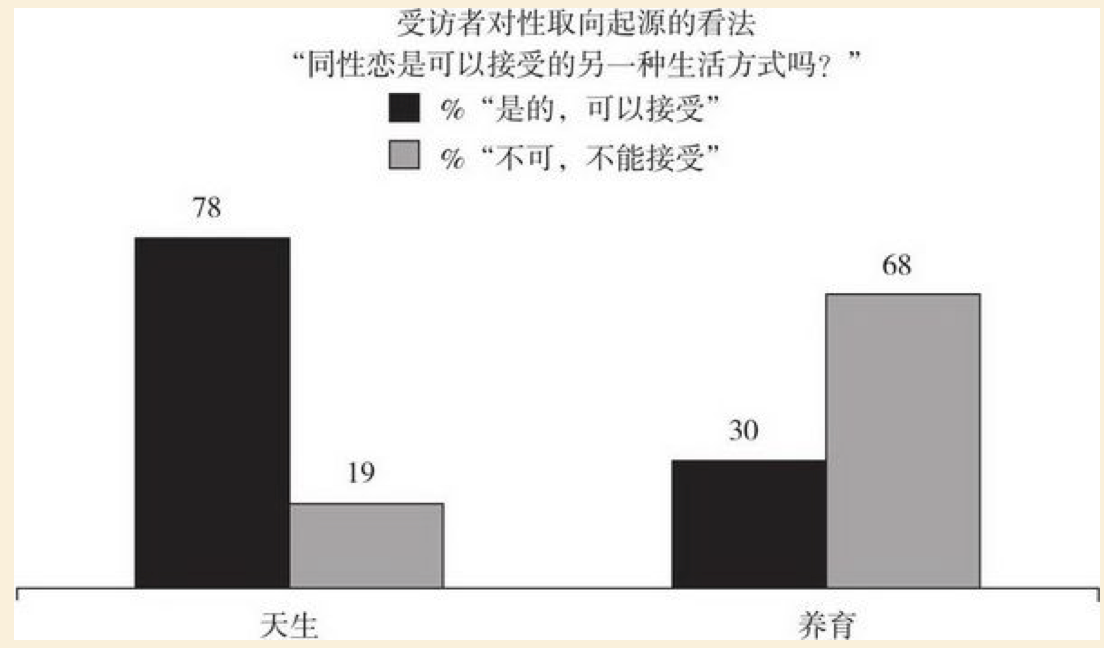 受访者对性取向起源的看法
“同性恋是可以接受的另一种生活方式吗？”
% “是的，可以接受”
% “不可，不能接受”
78
19
30
68
天生
养育